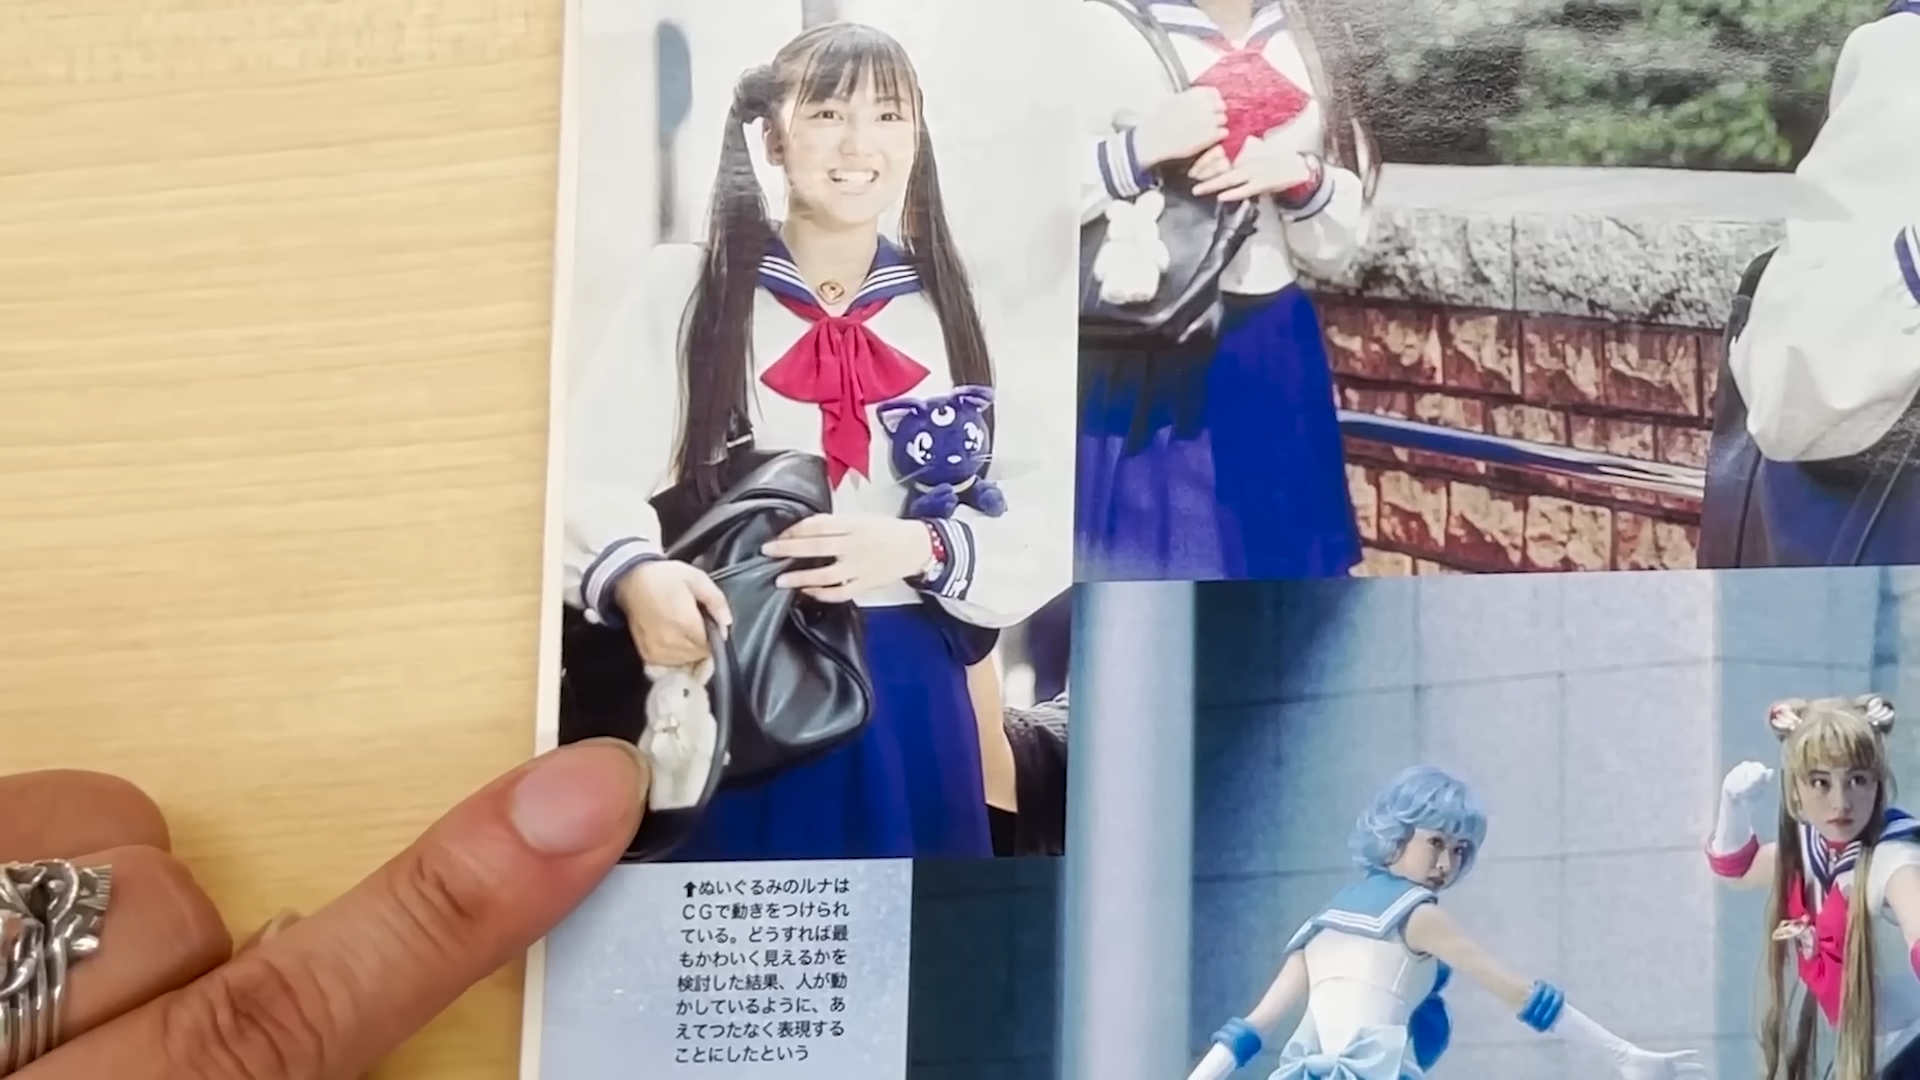 ⬆ぬいぐるみのルナは
ＣＧで動きをつけられ
ている。どうすれば最
もかわいく見えるかを
検討した結果、人が動
かしているように、あ
えてつたなく表現する
ことにしたという